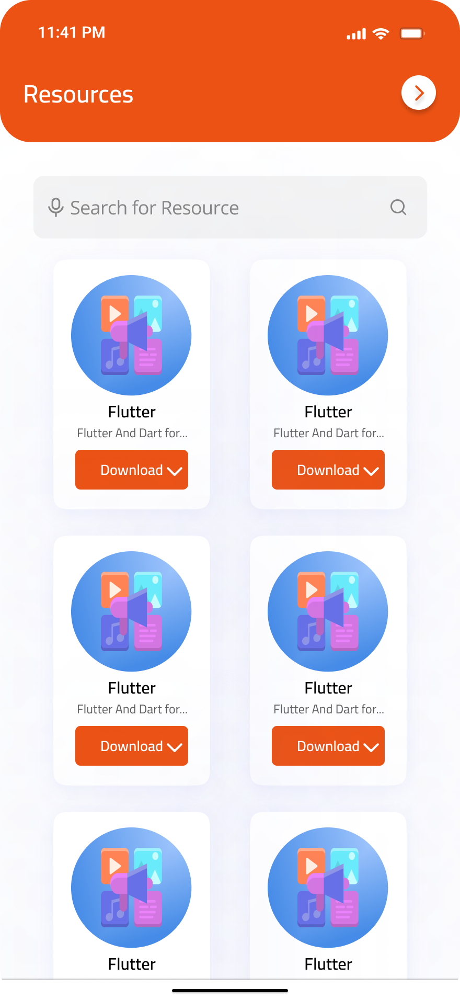 11:41 PM
Resources
Search for Resource
Flutter
Flutter
Flutter And Dart for...
Flutter And Dart for...
Download
Download
Flutter
Flutter
Flutter And Dart for...
Flutter And Dart for...
Download
Download
Flutter
Flutter